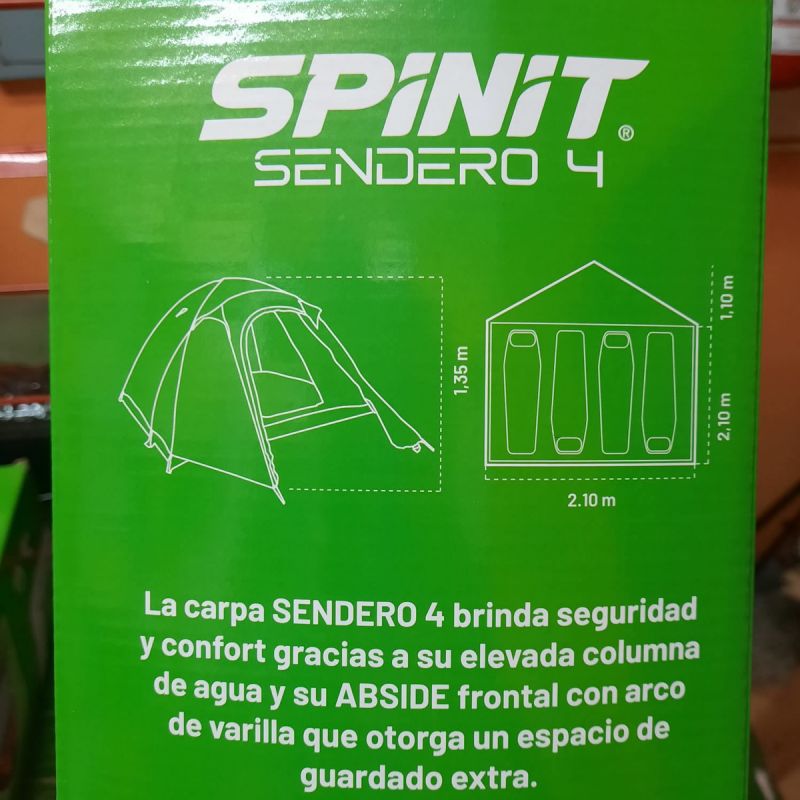 SPINIT®
SENDERO 4
1,35 m
1,10 m
2,10 m
2.10 m
La carpa SENDERO 4 brinda seguridad
y confort gracias a su elevada columna
de agua y su ABSIDE frontal con arco
de varilla que otorga un espacio de
guardado extra.